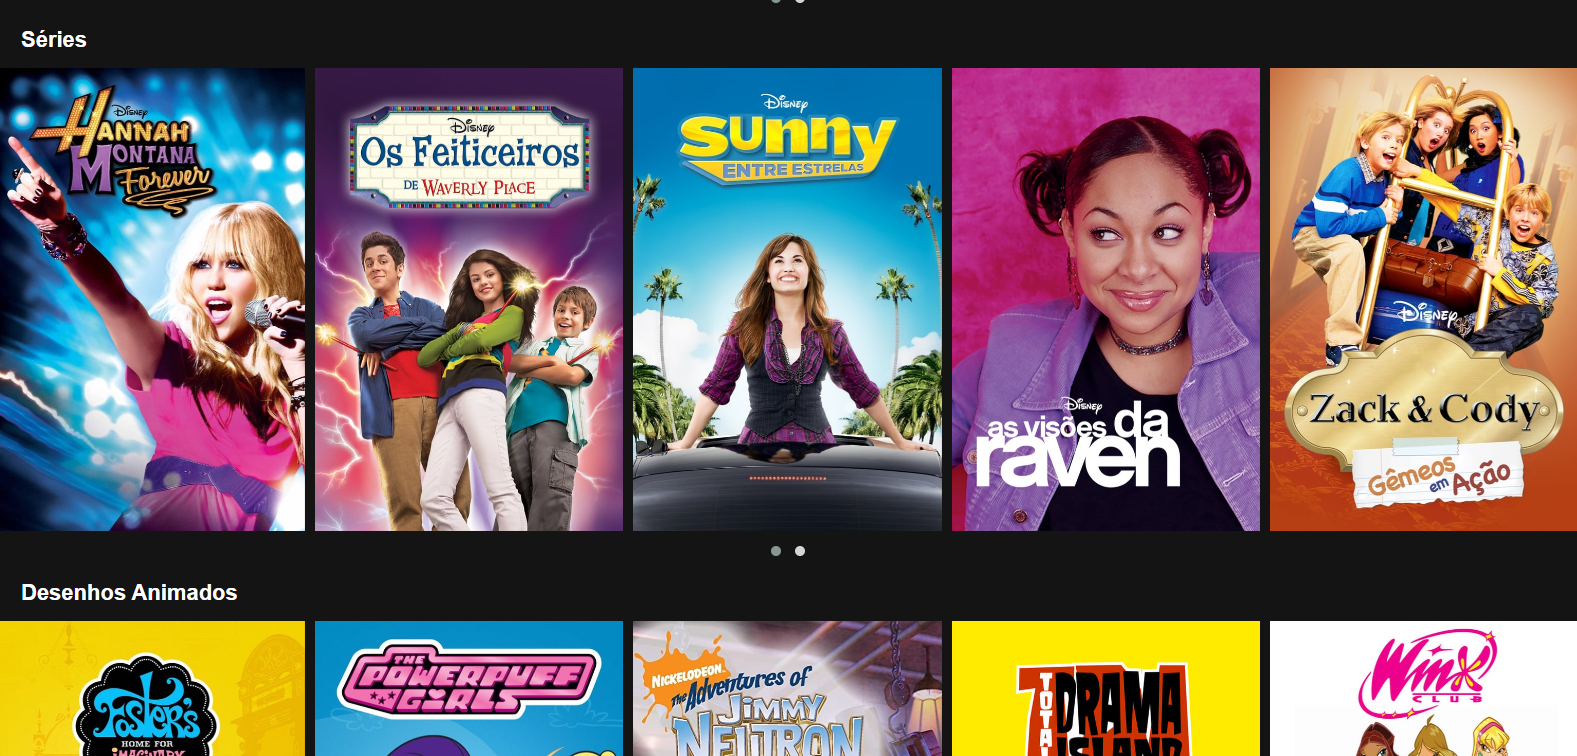 Séries
Disney
Hannah
Montana
Forever
Disney
Os Feiticeiros
de Waverly Place
Disney
sunny
ENTRE ESTRELAS
Disney
as visões da
raven
Disney
Zack & Cody
Gêmeos
em Ação
Desenhos Animados
Foster's
HOME FOR
IMAGINARY
THE
POWERPUFF
GIRLS
NICKELODEON
The Adventures of
JIMMY
NEUTRON
TOTAL
DRAMA
ISLAND
WinX
CLUB